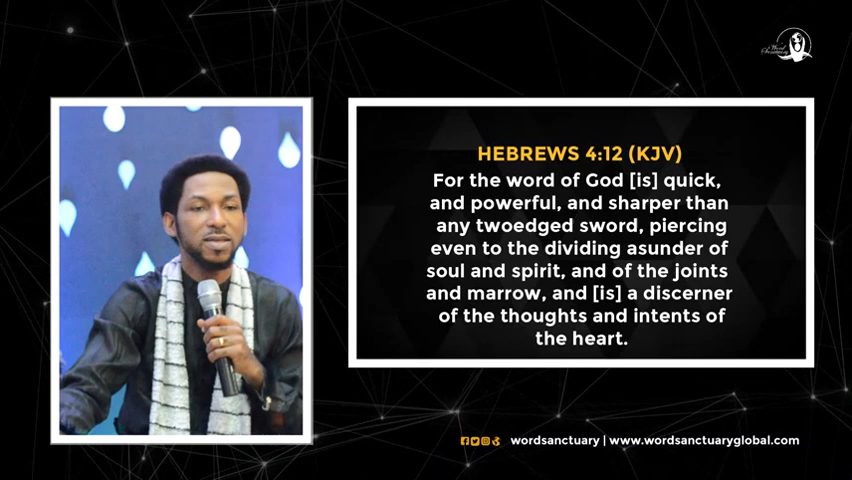 Word
Sanctuary
HEBREWS 4:12 (KJV)
For the word of God [is] quick,
and powerful, and sharper than
any twoedged sword, piercing
even to the dividing asunder of
soul and spirit, and of the joints
and marrow, and [is] a discerner
of the thoughts and intents of
the heart.
wordsanctuary | www.wordsanctuaryglobal.com